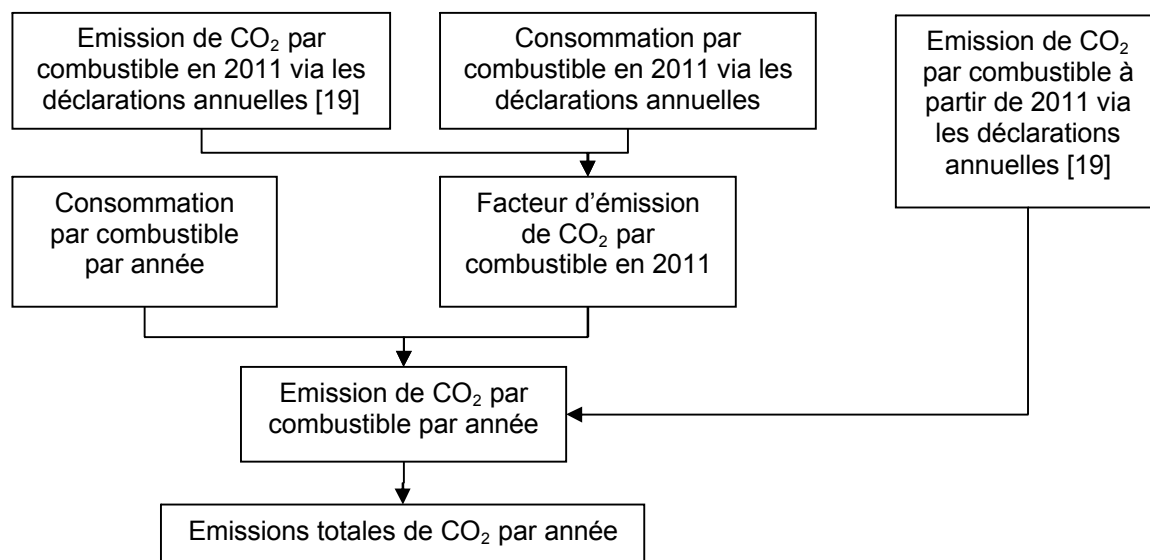 Emission de CO₂ par
combustible en 2011 via les
déclarations annuelles [19]
Consommation par
combustible en 2011 via les
déclarations annuelles
Emission de CO₂
par combustible à
partir de 2011 via
les déclarations
annuelles [19]
Consommation
par combustible
par année
Facteur d’émission
de CO₂ par
combustible en 2011
Emission de CO₂ par
combustible par année
Emissions totales de CO₂ par année